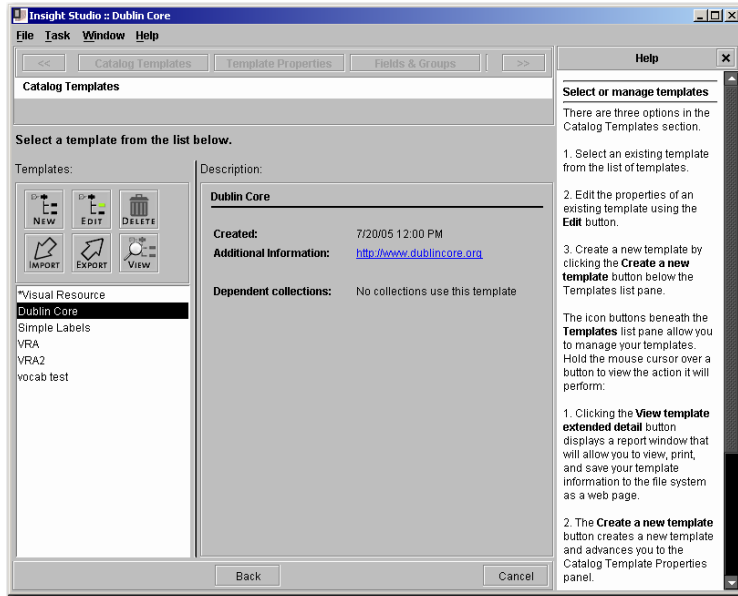 Insight Studio :: Dublin Core
File Task Window Help
<< Catalog Templates Template Properties Fields & Groups >>
Catalog Templates
Select a template from the list below.
Templates:
NEW EDIT DELETE
IMPORT EXPORT VIEW
*Visual Resource
Dublin Core
Simple Labels
VRA
VRA2
vocab test
Description:
Dublin Core
Created: 7/20/05 12:00 PM
Additional Information: http://www.dublincore.org
Dependent collections: No collections use this template
Back Cancel
Help
Select or manage templates
There are three options in the
Catalog Templates section.
1. Select an existing template
from the list of templates.
2. Edit the properties of an
existing template using the
Edit button.
3. Create a new template by
clicking the Create a new
template button below the
Templates list pane.
The icon buttons beneath the
Templates list pane allow you
to manage your templates.
Hold the mouse cursor over a
button to view the action it will
perform:
1. Clicking the View template
extended detail button
displays a report window that
will allow you to view, print,
and save your template
information to the file system
as a web page.
2. The Create a new template
button creates a new template
and advances you to the
Catalog Template Properties
panel.